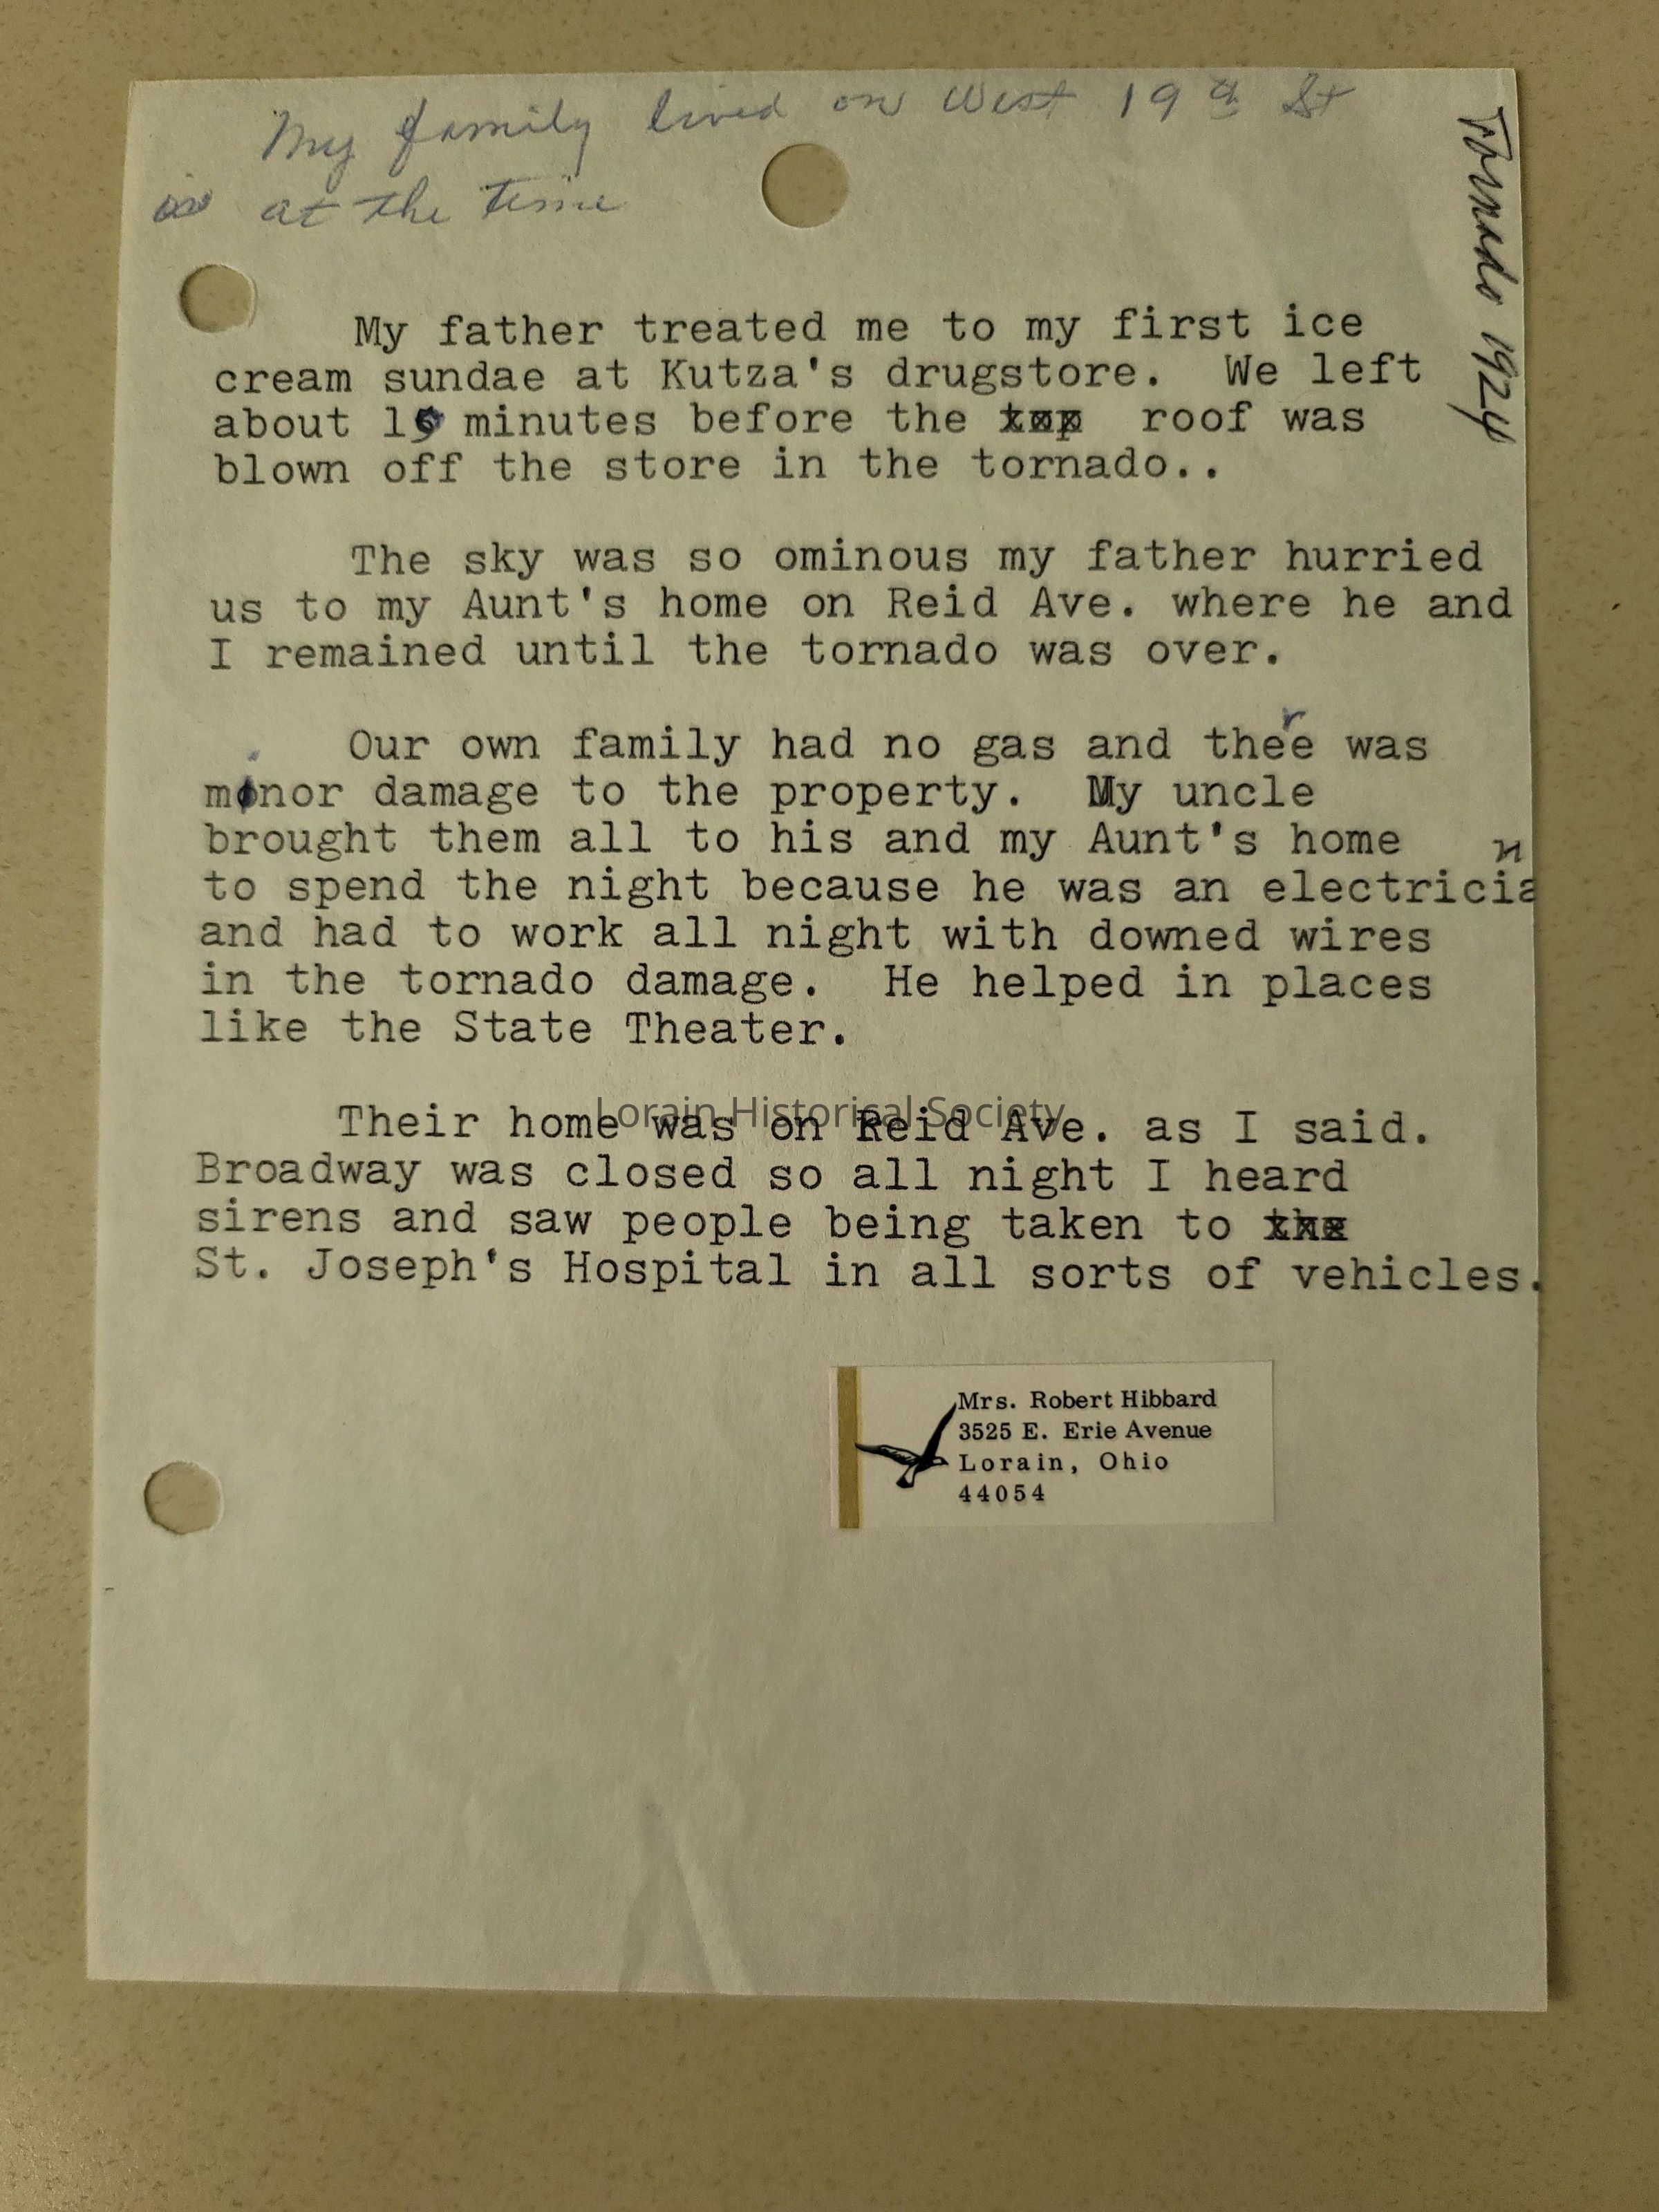 My family lived on West 19th St
at the time
Tornado 1924
My father treated me to my first ice
cream sundae at Kutza's drugstore. We left
about 15 minutes before the roof was
blown off the store in the tornado..
The sky was so ominous my father hurried
us to my Aunt's home on Reid Ave. where he and
I remained until the tornado was over.
Our own family had no gas and there was
minor damage to the property. My uncle
brought them all to his and my Aunt's home
to spend the night because he was an electrician
and had to work all night with downed wires
in the tornado damage. He helped in places
like the State Theater.
Their home was on Reid Ave. as I said.
Broadway was closed so all night I heard
sirens and saw people being taken to
St. Joseph's Hospital in all sorts of vehicles.
Lorain Historical Society
Mrs. Robert Hibbard
3525 E. Erie Avenue
Lorain, Ohio
44054